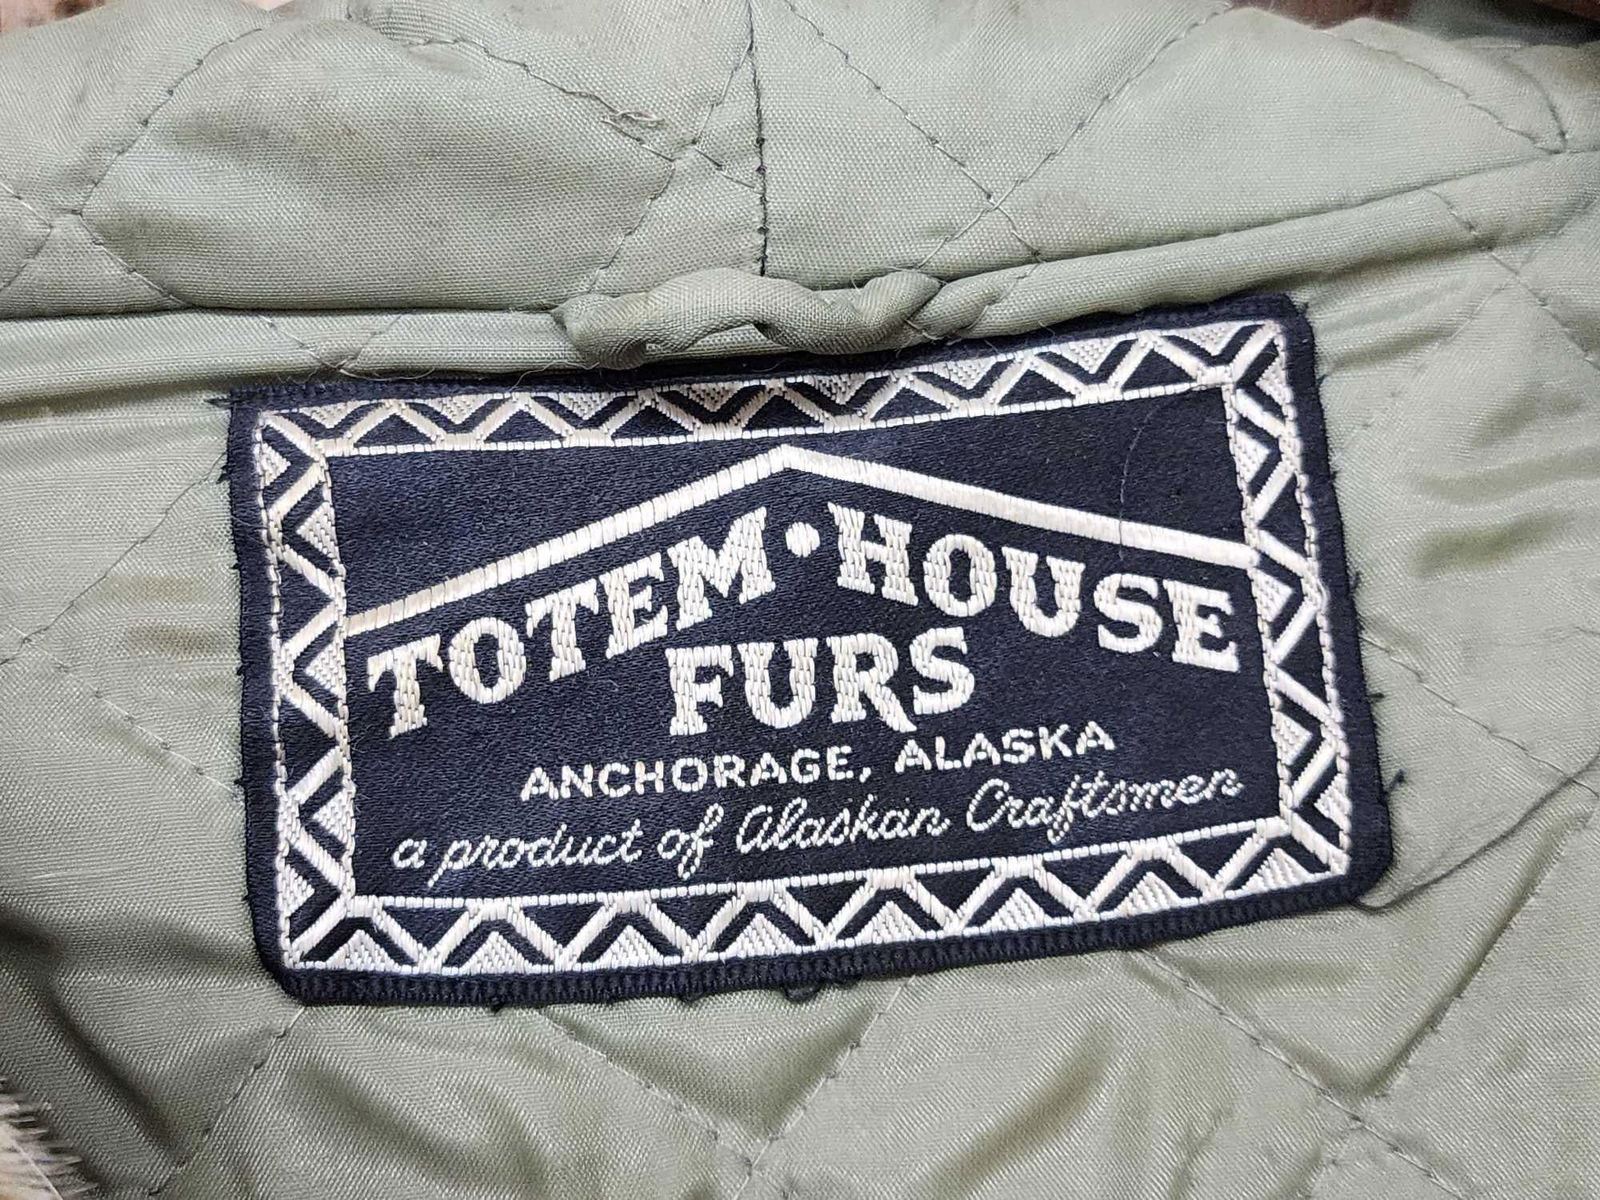 TOTEM • HOUSE
FURS
ANCHORAGE, ALASKA
a product of Alaskan Craftsmen